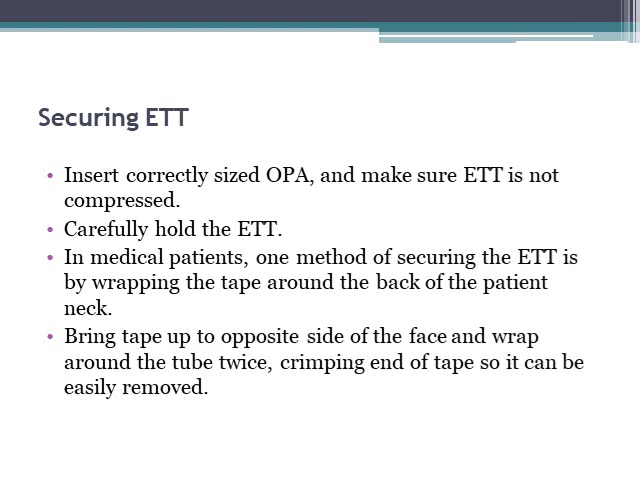 Securing ETT
• Insert correctly sized OPA, and make sure ETT is not
compressed.
• Carefully hold the ETT.
• In medical patients, one method of securing the ETT is
by wrapping the tape around the back of the patient
neck.
• Bring tape up to opposite side of the face and wrap
around the tube twice, crimping end of tape so it can be
easily removed.